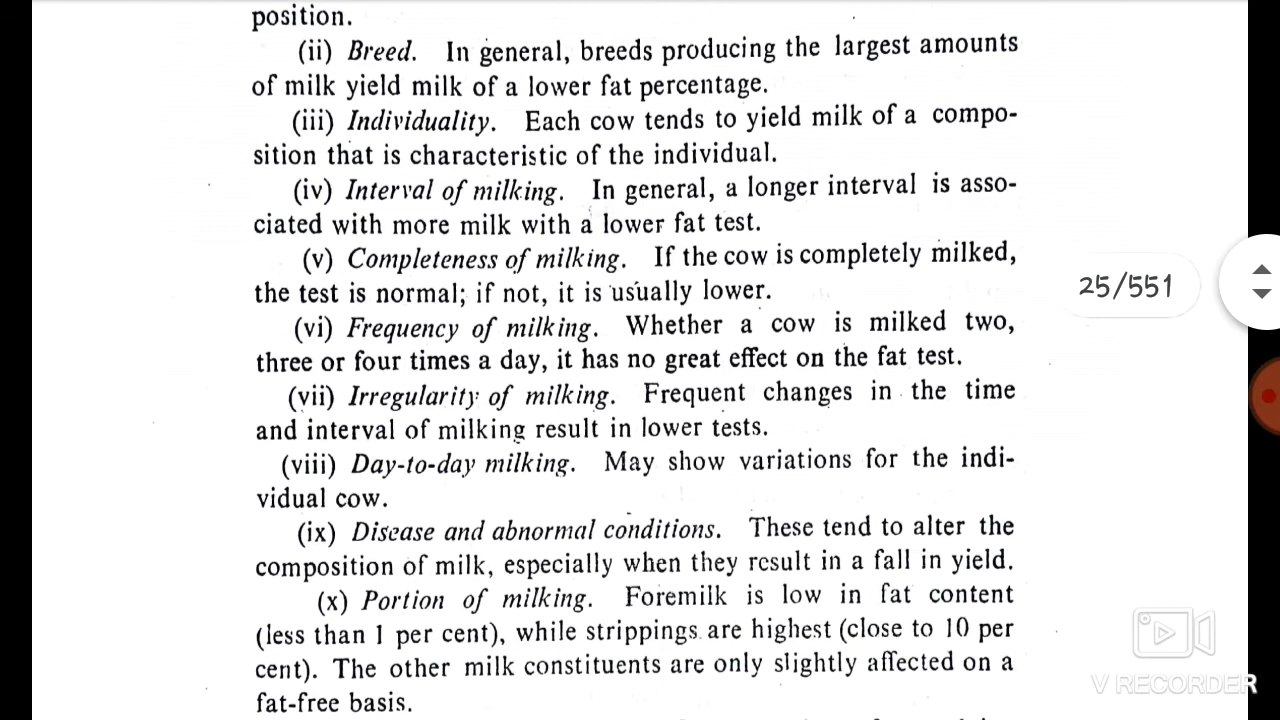 position.
(ii) Breed. In general, breeds producing the largest amounts
of milk yield milk of a lower fat percentage.
(iii) Individuality. Each cow tends to yield milk of a compo-
sition that is characteristic of the individual.
(iv) Interval of milking. In general, a longer interval is asso-
ciated with more milk with a lower fat test.
(v) Completeness of milking. If the cow is completely milked,
the test is normal; if not, it is usually lower.
(vi) Frequency of milking. Whether a cow is milked two,
three or four times a day, it has no great effect on the fat test.
(vii) Irregularity of milking. Frequent changes in the time
and interval of milking result in lower tests.
(viii) Day-to-day milking. May show variations for the indi-
vidual cow.
(ix) Disease and abnormal conditions. These tend to alter the
composition of milk, especially when they result in a fall in yield.
(x) Portion of milking. Foremilk is low in fat content
(less than 1 per cent), while strippings are highest (close to 10 per
cent). The other milk constituents are only slightly affected on a
fat-free basis.
25/551
V RECORDER